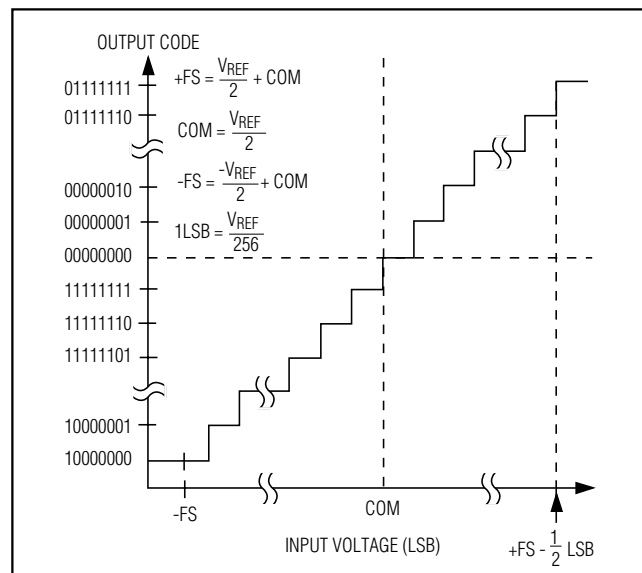 OUTPUT CODE
+FS = V_REF/2 + COM
COM = V_REF/2
-FS = -V_REF/2 + COM
1LSB = V_REF/256
01111111
01111110
00000010
00000001
00000000
11111111
11111110
11111101
10000001
10000000
-FS
COM
INPUT VOLTAGE (LSB)
+FS - 1/2 LSB